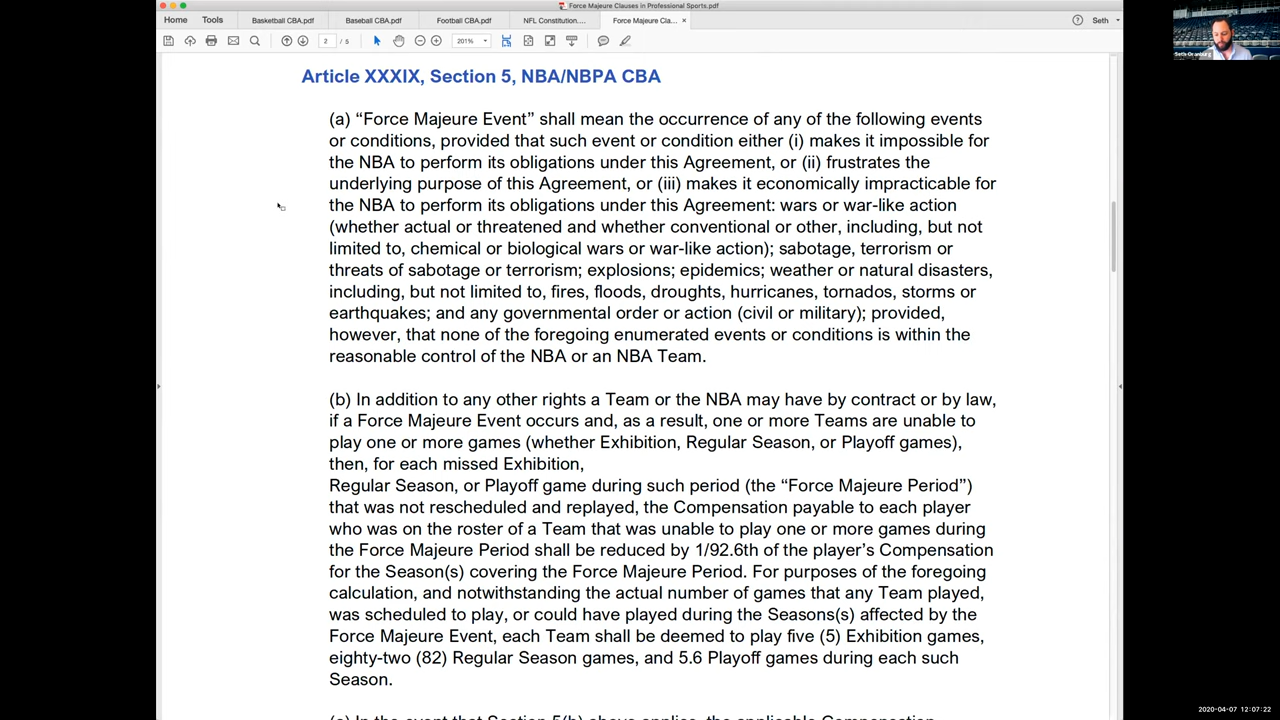 Force Majeure Clauses in Professional Sports.pdf
Home Tools Basketball CBA.pdf Baseball CBA.pdf Football CBA.pdf NFL Constitution.... Force Majeure Cla... × Seth
2 / 5 201%
Article XXXIX, Section 5, NBA/NBPA CBA
(a) “Force Majeure Event” shall mean the occurrence of any of the following events
or conditions, provided that such event or condition either (i) makes it impossible for
the NBA to perform its obligations under this Agreement, or (ii) frustrates the
underlying purpose of this Agreement, or (iii) makes it economically impracticable for
the NBA to perform its obligations under this Agreement: wars or war-like action
(whether actual or threatened and whether conventional or other, including, but not
limited to, chemical or biological wars or war-like action); sabotage, terrorism or
threats of sabotage or terrorism; explosions; epidemics; weather or natural disasters,
including, but not limited to, fires, floods, droughts, hurricanes, tornados, storms or
earthquakes; and any governmental order or action (civil or military); provided,
however, that none of the foregoing enumerated events or conditions is within the
reasonable control of the NBA or an NBA Team.
(b) In addition to any other rights a Team or the NBA may have by contract or by law,
if a Force Majeure Event occurs and, as a result, one or more Teams are unable to
play one or more games (whether Exhibition, Regular Season, or Playoff games),
then, for each missed Exhibition,
Regular Season, or Playoff game during such period (the “Force Majeure Period”)
that was not rescheduled and replayed, the Compensation payable to each player
who was on the roster of a Team that was unable to play one or more games during
the Force Majeure Period shall be reduced by 1/92.6th of the player’s Compensation
for the Season(s) covering the Force Majeure Period. For purposes of the foregoing
calculation, and notwithstanding the actual number of games that any Team played,
was scheduled to play, or could have played during the Seasons(s) affected by the
Force Majeure Event, each Team shall be deemed to play five (5) Exhibition games,
eighty-two (82) Regular Season games, and 5.6 Playoff games during each such
Season.
(c) In the event that Section 5(b) above applies, the applicable Compensation
Seth Oranburg
2020-04-07 12:07:22